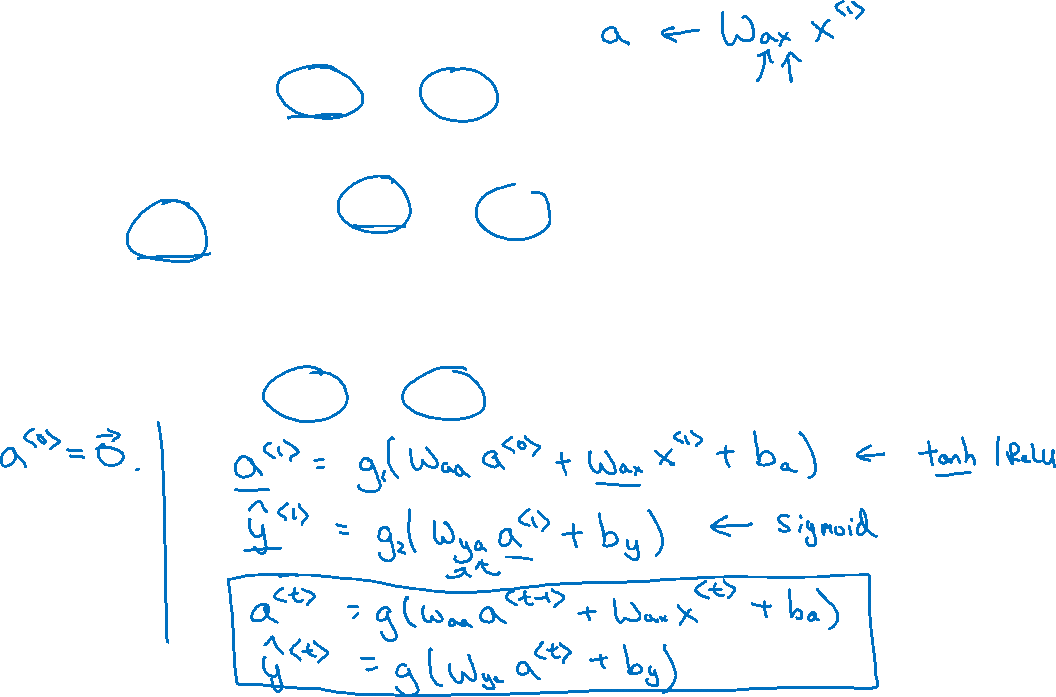 a ← Wax x<1>
a<0> = 0⃗.
a<1> = g₁(Waa a<0> + Wax x<1> + ba) ← tanh | ReLU
ŷ<1> = g₂(Wya a<1> + by) ← sigmoid
a<t> = g(Waa a<t-1> + Wax x<t> + ba)
ŷ<t> = g(Wya a<t> + by)